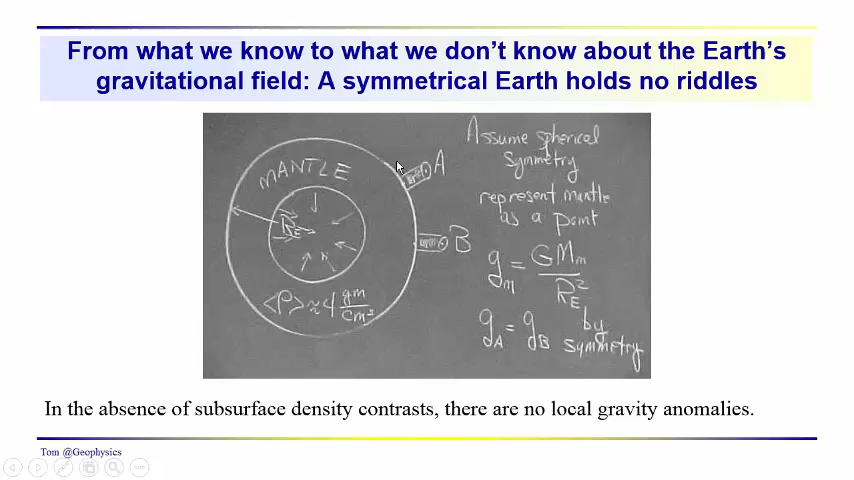 From what we know to what we don't know about the Earth's
gravitational field: A symmetrical Earth holds no riddles
Assume spherical
symmetry
represent mantle
as a point
g_m = GM_m / R_E^2
g_A = g_B by
symmetry
MANTLE
A
B
R_E
<ρ> ≈ 4 gm/cm³
In the absence of subsurface density contrasts, there are no local gravity anomalies.
Tom @Geophysics